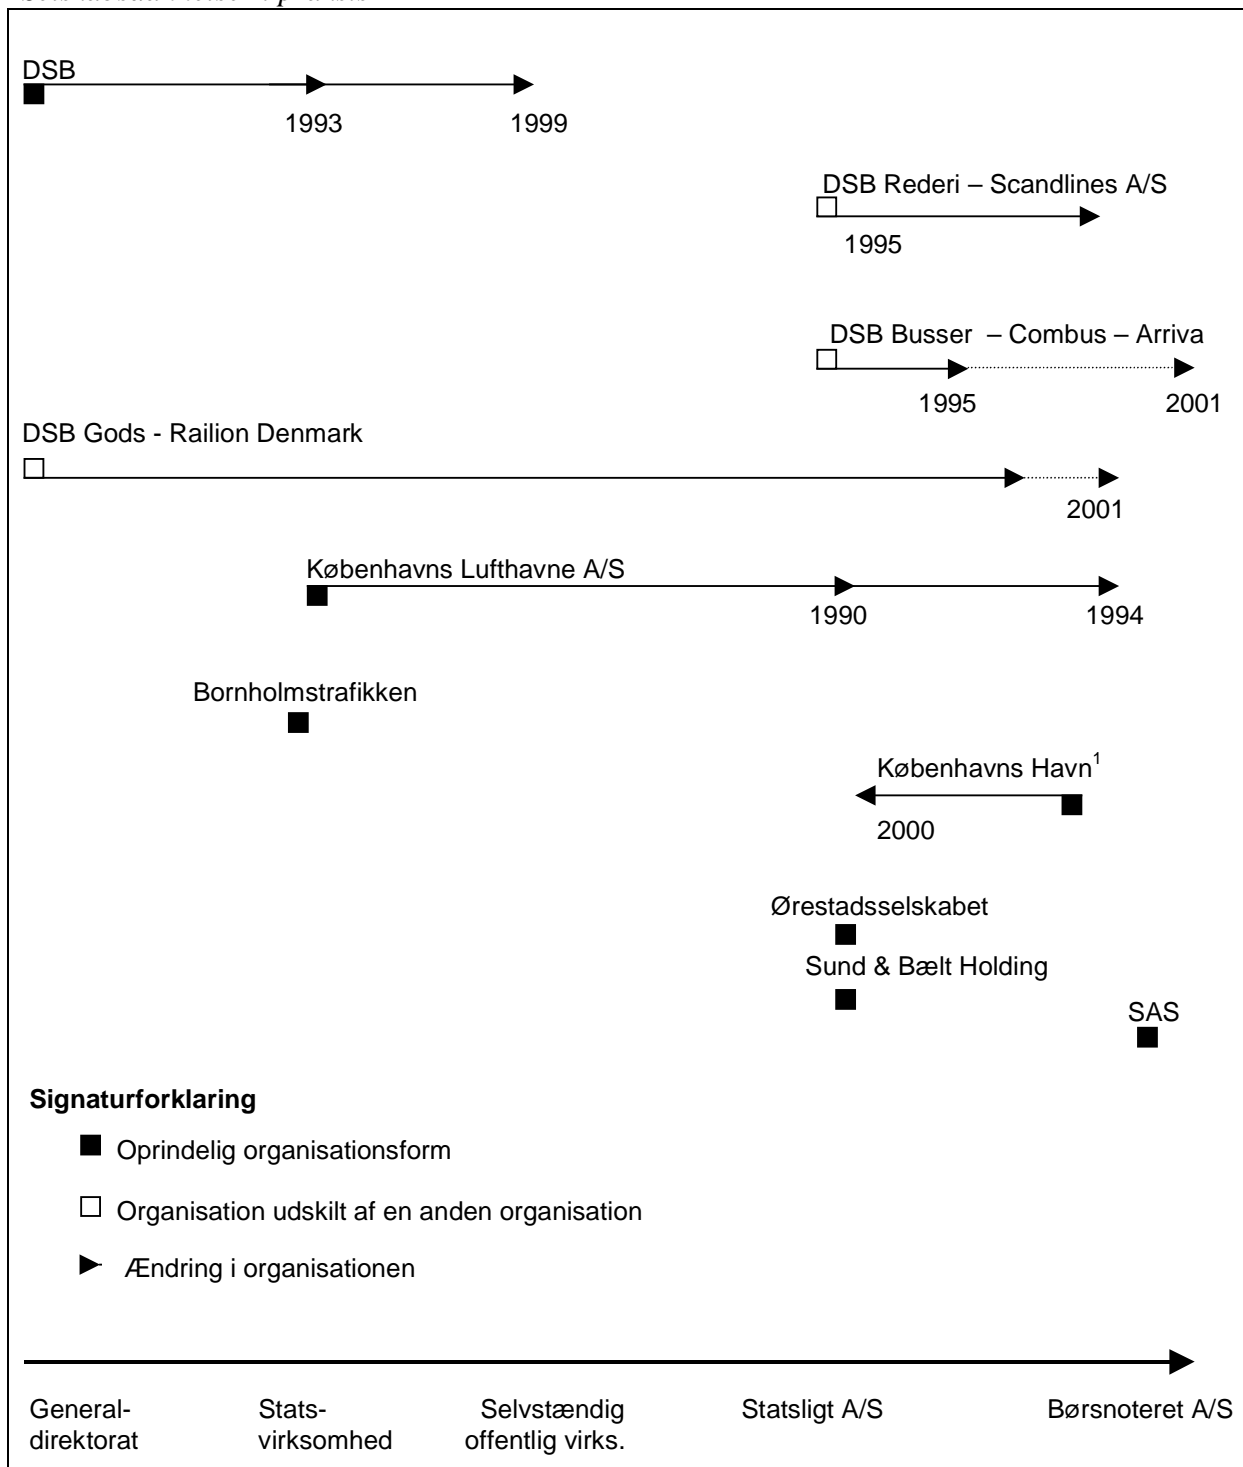 DSB
1993 1999
DSB Rederi – Scandlines A/S
1995
DSB Busser – Combus – Arriva
1995 2001
DSB Gods - Railion Denmark
2001
Københavns Lufthavne A/S
1990 1994
Bornholmstrafikken
Københavns Havn¹
2000
Ørestadsselskabet
Sund & Bælt Holding
SAS
Signaturforklaring
Oprindelig organisationsform
Organisation udskilt af en anden organisation
Ændring i organisationen
General- Stats- Selvstændig Statsligt A/S Børsnoteret A/S
direktorat virksomhed offentlig virks.